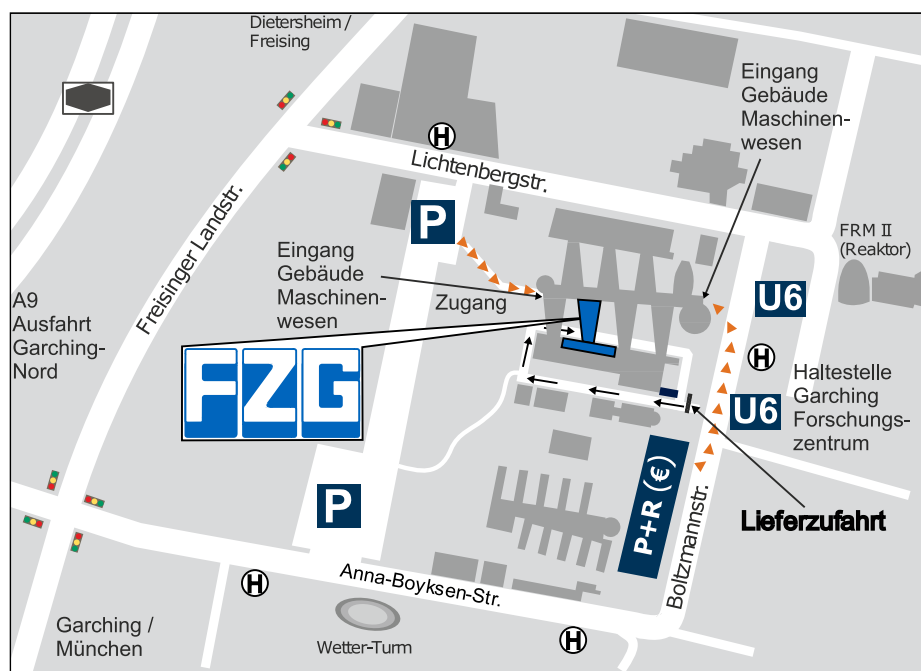 Dietersheim /
Freising
Eingang
Gebäude
Maschinen-
wesen
H
Lichtenbergstr.
P
FRM II
(Reaktor)
Eingang
Gebäude
Maschinen-
wesen
Zugang
Freisinger Landstr.
U6
A9
Ausfahrt
Garching-
Nord
FZG
H
Haltestelle
Garching
Forschungs-
zentrum
U6
P+R (€)
P
Lieferzufahrt
Boltzmannstr.
H
Anna-Boyksen-Str.
Garching /
München
Wetter-Turm
H